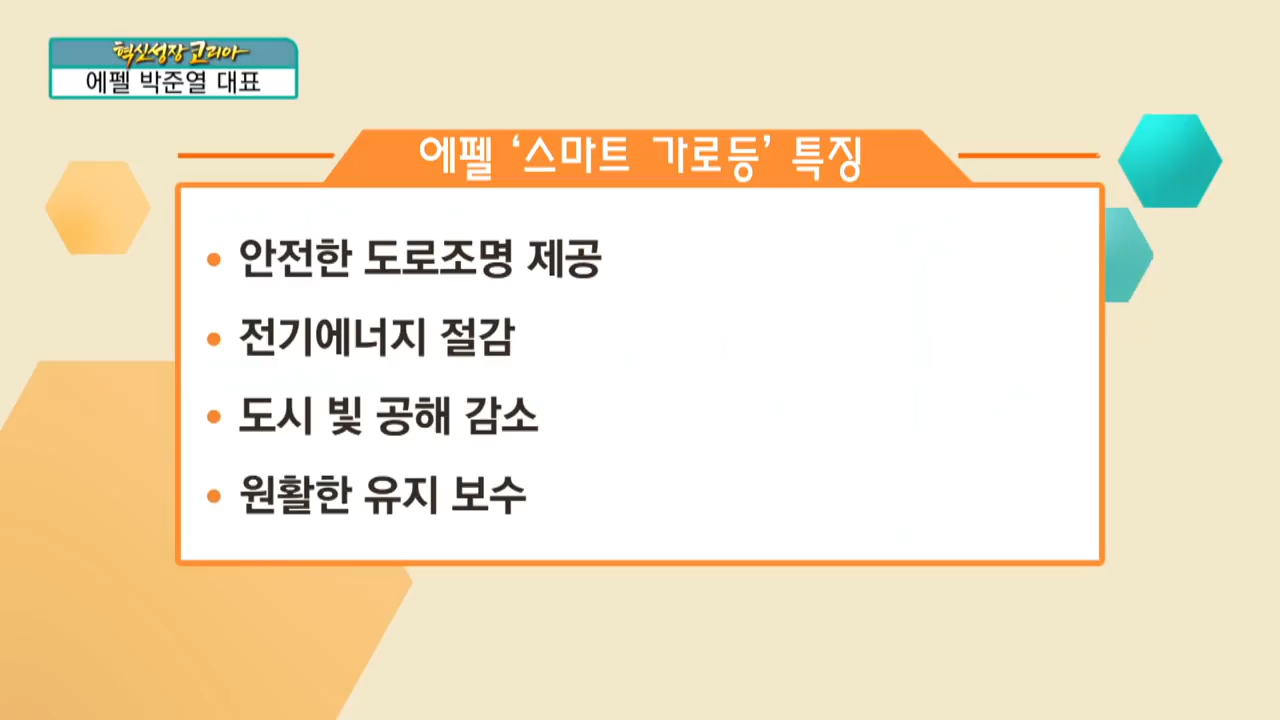 혁신성장 코리아
에펠 박준열 대표
에펠 ‘스마트 가로등’ 특징
• 안전한 도로조명 제공
• 전기에너지 절감
• 도시 빛 공해 감소
• 원활한 유지 보수